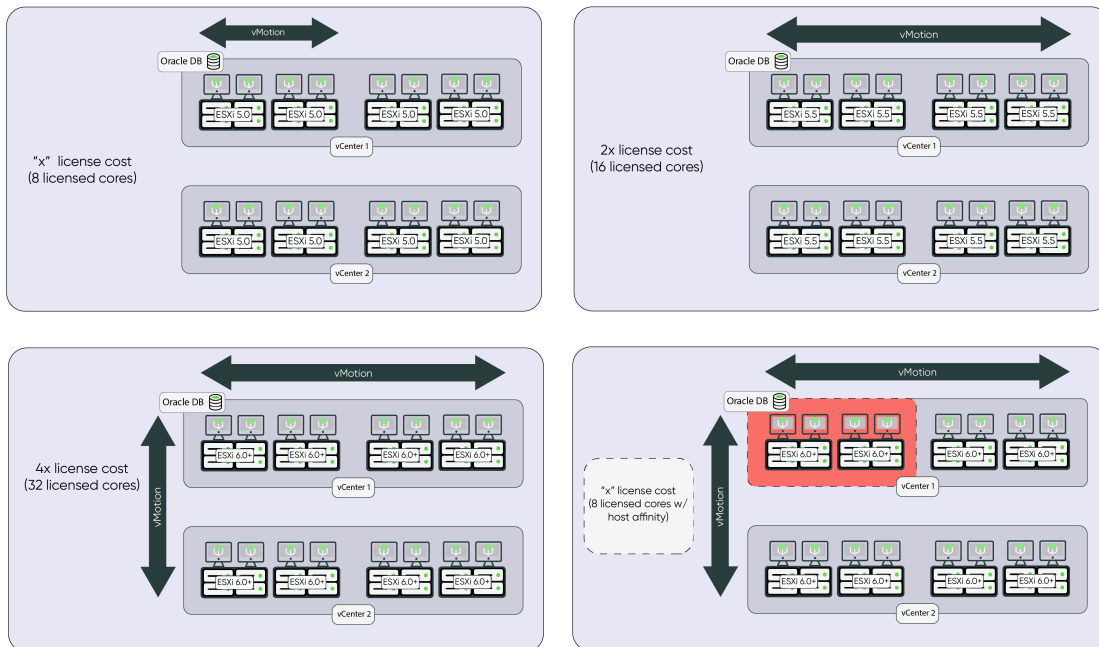 vMotion
Oracle DB
ESXi 5.0 ESXi 5.0 ESXi 5.0 ESXi 5.0
vCenter 1
“x” license cost
(8 licensed cores)
ESXi 5.0 ESXi 5.0 ESXi 5.0 ESXi 5.0
vCenter 2
vMotion
Oracle DB
ESXi 5.5 ESXi 5.5 ESXi 5.5 ESXi 5.5
vCenter 1
2x license cost
(16 licensed cores)
ESXi 5.5 ESXi 5.5 ESXi 5.5 ESXi 5.5
vCenter 2
vMotion
Oracle DB
ESXi 6.0+ ESXi 6.0+ ESXi 6.0+ ESXi 6.0+
vCenter 1
4x license cost
(32 licensed cores)
vMotion
ESXi 6.0+ ESXi 6.0+ ESXi 6.0+ ESXi 6.0+
vCenter 2
vMotion
Oracle DB
ESXi 6.0+ ESXi 6.0+ ESXi 6.0+ ESXi 6.0+
vCenter 1
“x” license cost
(8 licensed cores w/
host affinity)
vMotion
ESXi 6.0+ ESXi 6.0+ ESXi 6.0+ ESXi 6.0+
vCenter 2